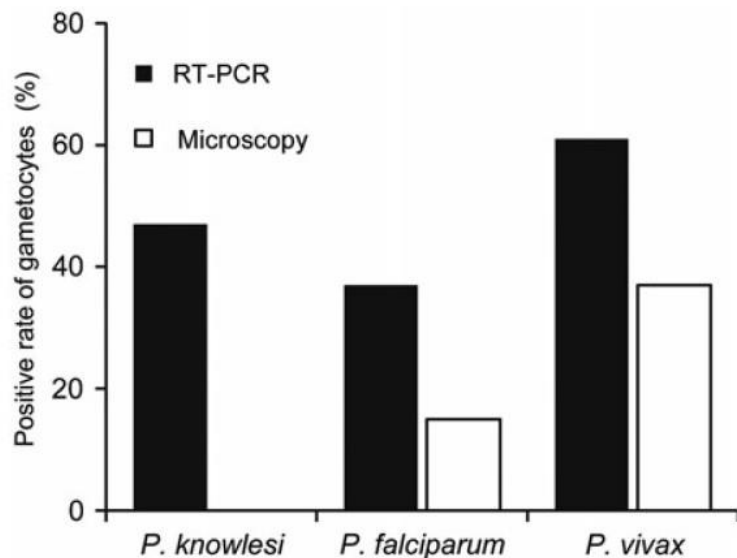 Positive rate of gametocytes (%)
80
60
40
20
0
RT-PCR
Microscopy
P. knowlesi
P. falciparum
P. vivax